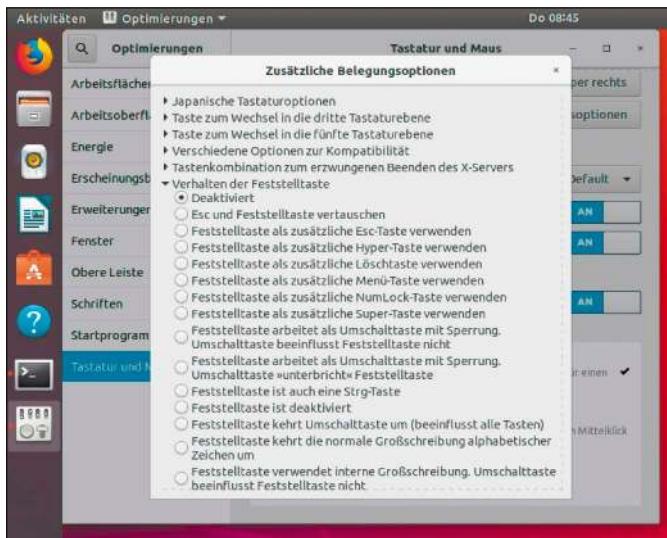 Aktivitäten Optimierungen Do 08:45
Optimierungen Tastatur und Maus
Zusätzliche Belegungsoptionen
Arbeitsflächen
Arbeitsoberfl
Energie
Erscheinungsb
Erweiterungen
Fenster
Obere Leiste
Schriften
Startprogram
Tastatur und M
Japanische Tastaturoptionen
Taste zum Wechsel in die dritte Tastaturebene
Taste zum Wechsel in die fünfte Tastaturebene
Verschiedene Optionen zur Kompatibilität
Tastenkombination zum erzwungenen Beenden des X-Servers
Verhalten der Feststelltaste
Deaktiviert
Esc und Feststelltaste vertauschen
Feststelltaste als zusätzliche Esc-Taste verwenden
Feststelltaste als zusätzliche Hyper-Taste verwenden
Feststelltaste als zusätzliche Löschtaste verwenden
Feststelltaste als zusätzliche Menü-Taste verwenden
Feststelltaste als zusätzliche NumLock-Taste verwenden
Feststelltaste als zusätzliche Super-Taste verwenden
Feststelltaste arbeitet als Umschalttaste mit Sperrung.
Umschalttaste beeinflusst Feststelltaste nicht
Feststelltaste arbeitet als Umschalttaste mit Sperrung.
Umschalttaste »unterbricht« Feststelltaste
Feststelltaste ist auch eine Strg-Taste
Feststelltaste ist deaktiviert
Feststelltaste kehrt Umschalttaste um (beeinflusst alle Tasten)
Feststelltaste kehrt die normale Großschreibung alphabetischer
Zeichen um
Feststelltaste verwendet interne Großschreibung. Umschalttaste
beeinflusst Feststelltaste nicht
per rechts
soptionen
Default
AN
AN
AN
ür einen
n Mittelklick